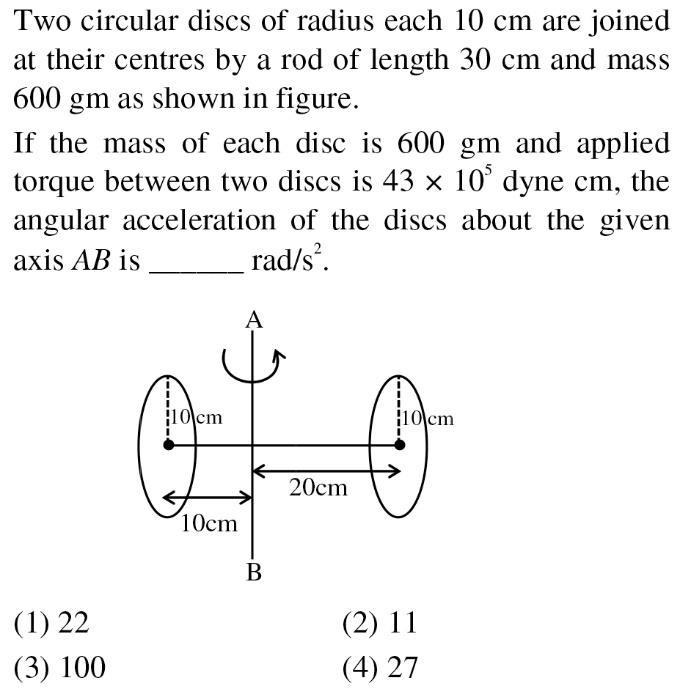 Two circular discs of radius each 10 cm are joined
at their centres by a rod of length 30 cm and mass
600 gm as shown in figure.
If the mass of each disc is 600 gm and applied
torque between two discs is 43 × 10⁵ dyne cm, the
angular acceleration of the discs about the given
axis AB is ______ rad/s².
A
10 cm
10 cm
20cm
10cm
B
(1) 22
(2) 11
(3) 100
(4) 27